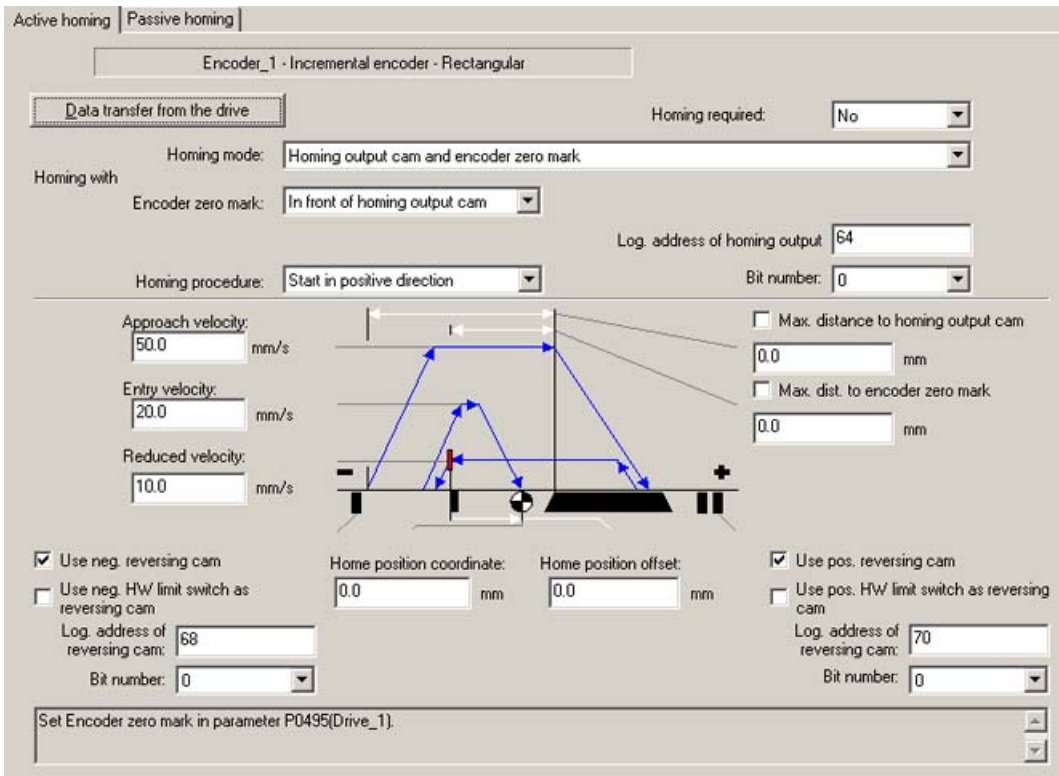 Active homing Passive homing
Encoder_1 - Incremental encoder - Rectangular
Data transfer from the drive
Homing required: No
Homing mode: Homing output cam and encoder zero mark
Homing with
Encoder zero mark: In front of homing output cam
Log. address of homing output 64
Homing procedure: Start in positive direction
Bit number: 0
Approach velocity:
50.0 mm/s
Max. distance to homing output cam
0.0 mm
Entry velocity:
20.0 mm/s
Max. dist. to encoder zero mark
0.0 mm
Reduced velocity:
10.0 mm/s
- +
Use neg. reversing cam
Use neg. HW limit switch as
reversing cam
Log. address of
reversing cam: 68
Bit number: 0
Home position coordinate:
0.0 mm
Home position offset:
0.0 mm
Use pos. reversing cam
Use pos. HW limit switch as reversing
cam
Log. address of
reversing cam: 70
Bit number: 0
Set Encoder zero mark in parameter P0495(Drive_1).